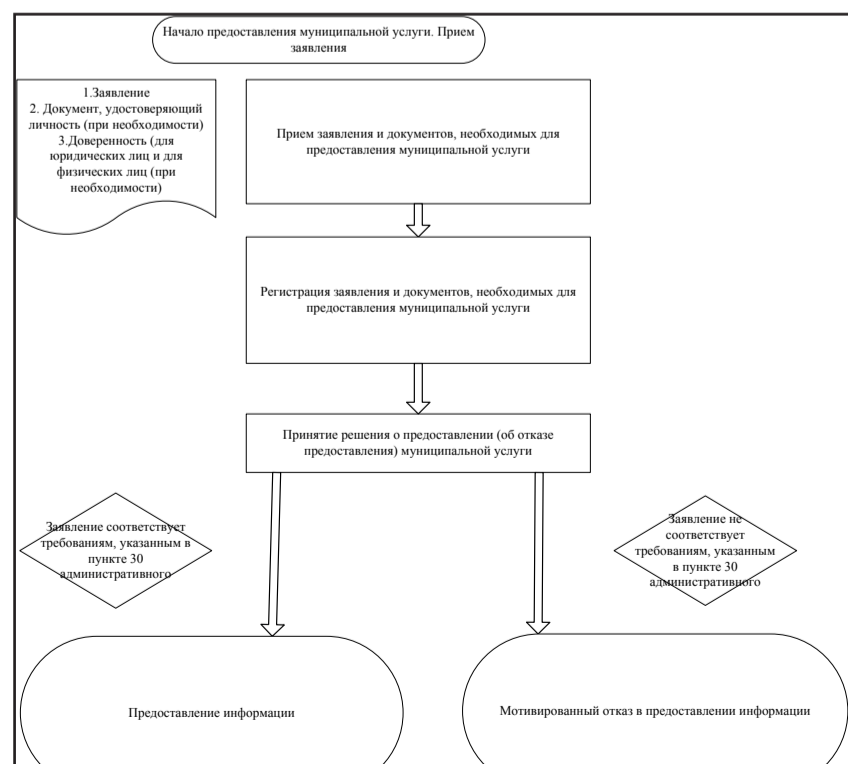 Начало предоставления муниципальной услуги. Прием
заявления
1.Заявление
2. Документ, удостоверяющий
личность (при необходимости)
3.Доверенность (для
юридических лиц и для
физических лиц (при
необходимости)
Прием заявления и документов, необходимых для
предоставления муниципальной услуги
Регистрация заявления и документов, необходимых для
предоставления муниципальной услуги
Принятие решения о предоставлении (об отказе
предоставления) муниципальной услуги
Заявление соответствует
требованиям, указанным в
пункте 30
административного
Заявление не
соответствует
требованиям, указанным
в пункте 30
административного
Предоставление информации
Мотивированный отказ в предоставлении информации